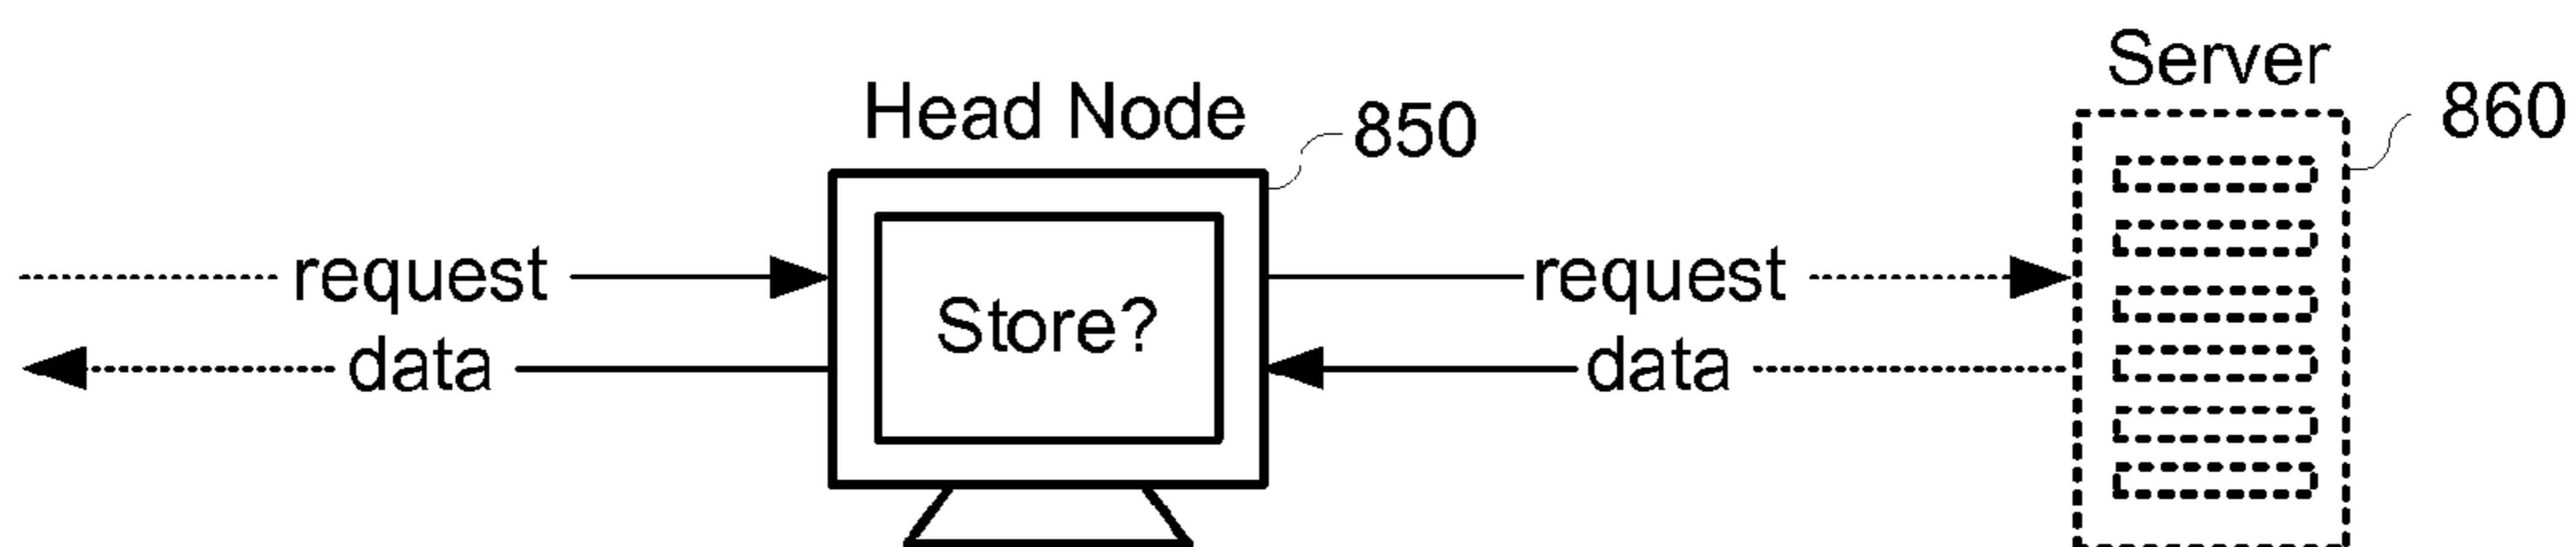 Server
860
Head Node
850
request
Store?
request
data
data